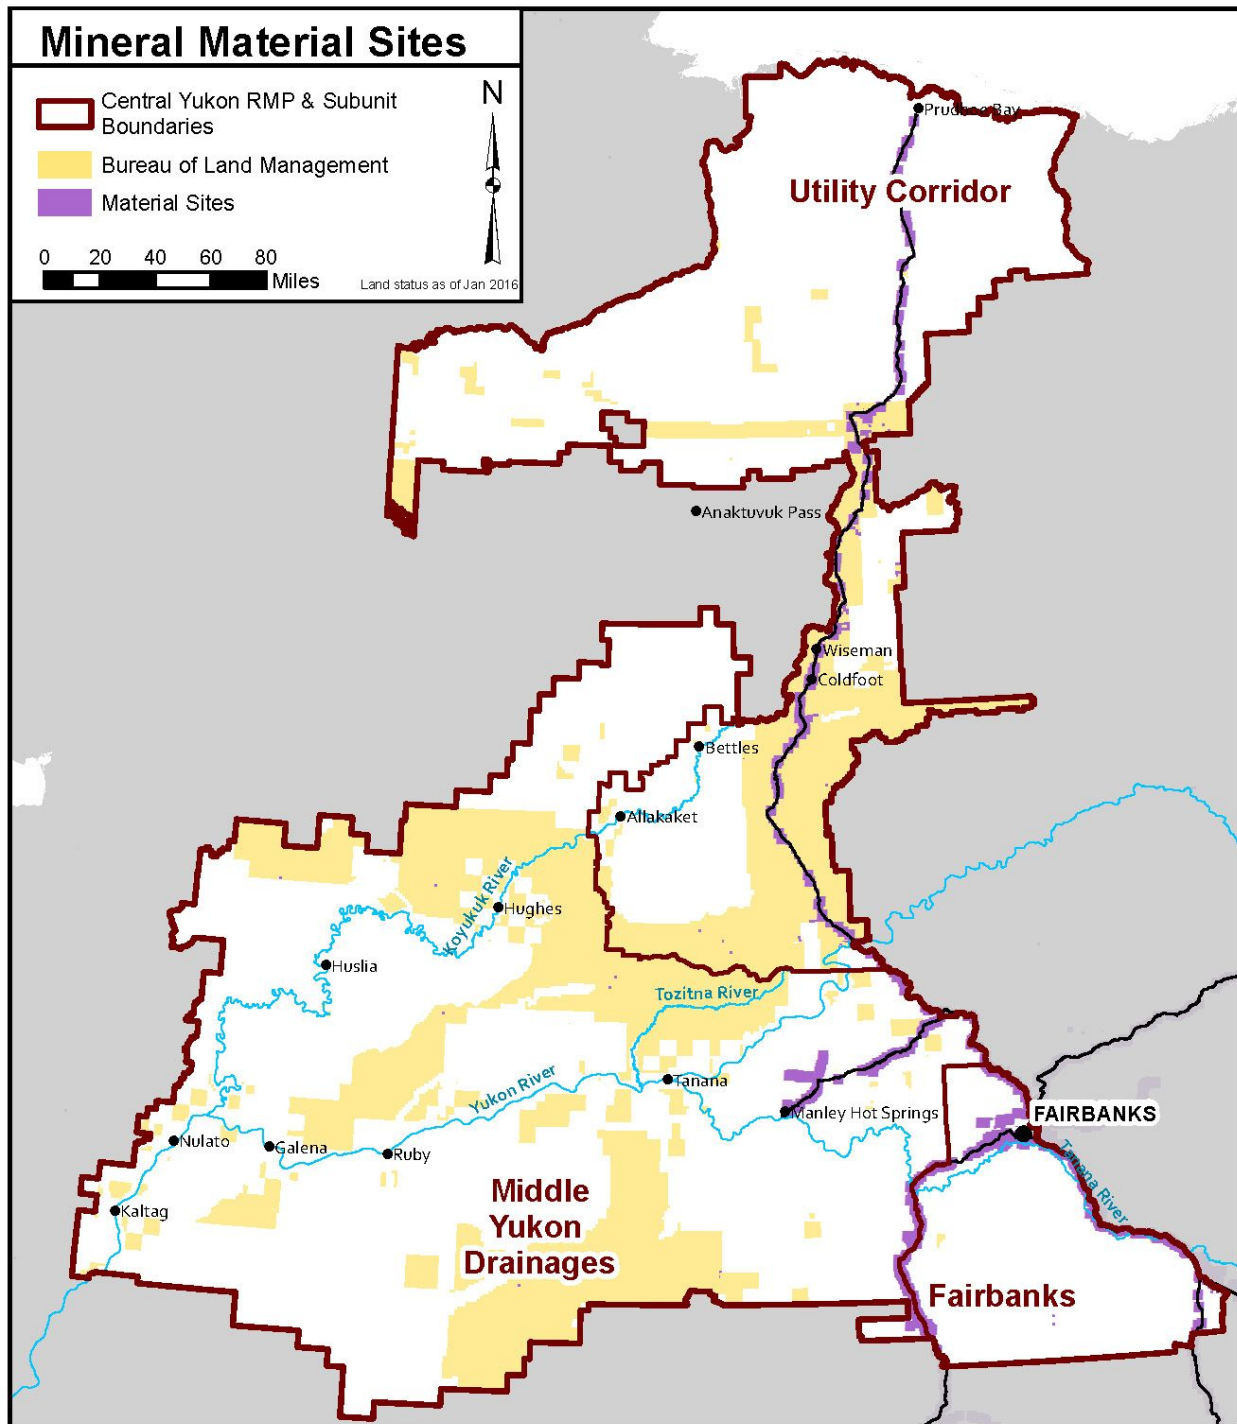 Mineral Material Sites
Central Yukon RMP & Subunit
Boundaries
Bureau of Land Management
Material Sites
N
0 20 40 60 80
Miles
Land status as of Jan 2016
Prudhoe Bay
Utility Corridor
Anaktuvuk Pass
Wiseman
Coldfoot
Bettles
Allakaket
Koyukuk River
Hughes
Huslia
Tozitna River
Yukon River
Tanana
Manley Hot Springs
FAIRBANKS
Nulato
Galena
Ruby
Tanana River
Kaltag
Middle
Yukon
Drainages
Fairbanks